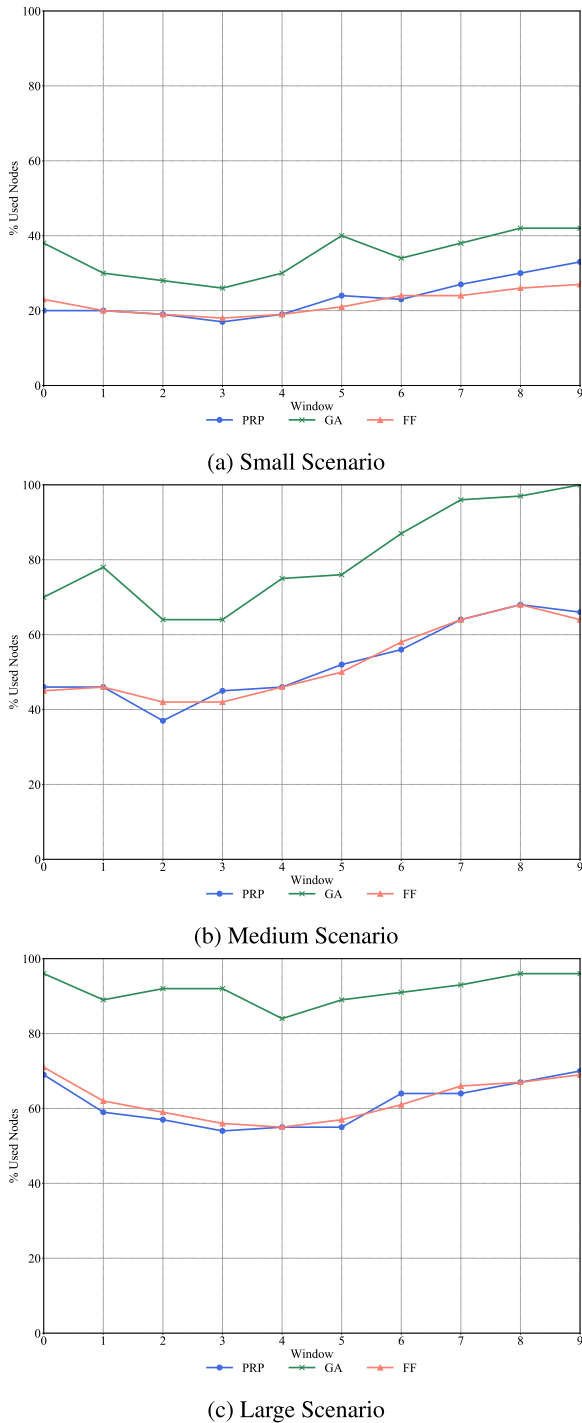 100
80
60
40
20
0
% Used Nodes
0 1 2 3 4 5 6 7 8 9
Window
PRP GA FF
(a) Small Scenario
100
80
60
40
20
0
% Used Nodes
0 1 2 3 4 5 6 7 8 9
Window
PRP GA FF
(b) Medium Scenario
100
80
60
40
20
0
% Used Nodes
0 1 2 3 4 5 6 7 8 9
Window
PRP GA FF
(c) Large Scenario